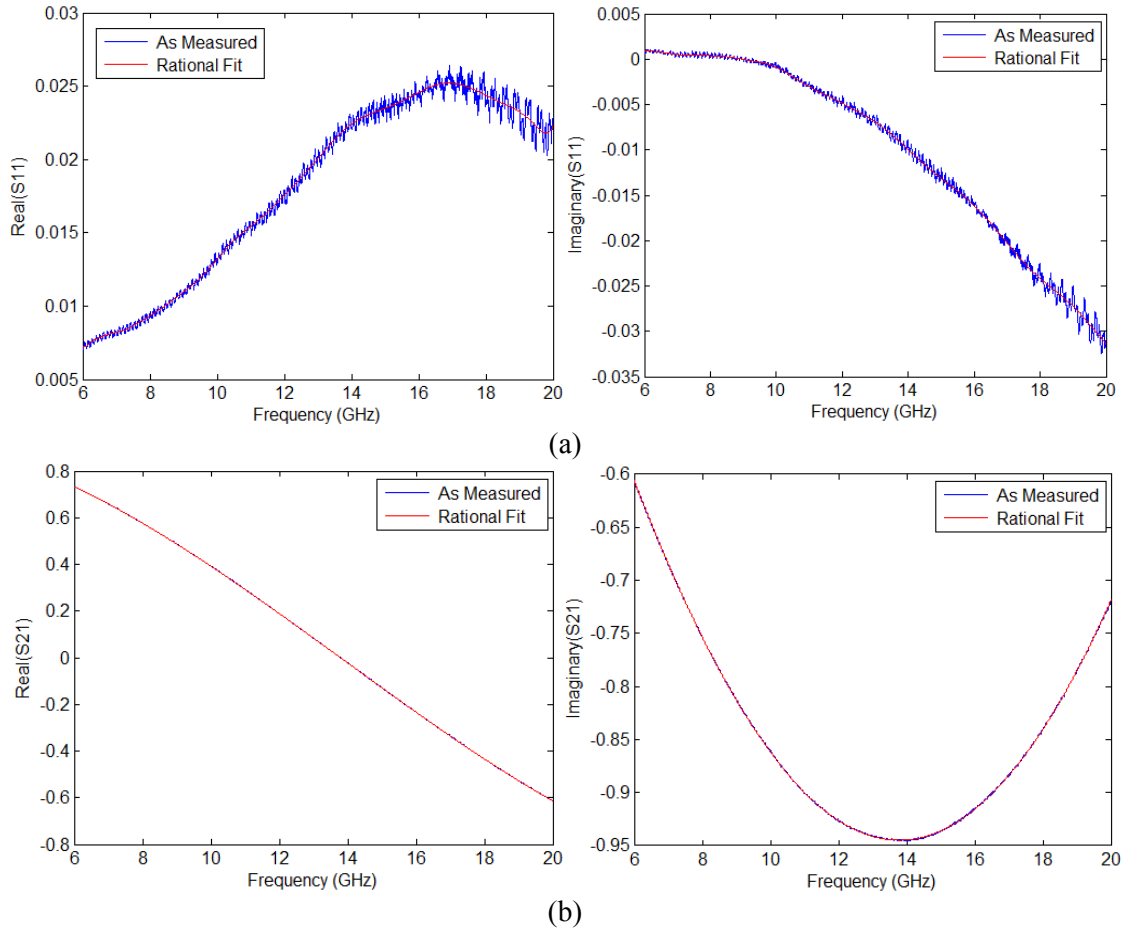 0.03
0.025
0.02
0.015
0.01
0.005
6 8 10 12 14 16 18 20
Real(S11)
Frequency (GHz)
As Measured
Rational Fit
0.005
0
-0.005
-0.01
-0.015
-0.02
-0.025
-0.03
-0.035
6 8 10 12 14 16 18 20
Imaginary(S11)
Frequency (GHz)
As Measured
Rational Fit
(a)
0.8
0.6
0.4
0.2
0
-0.2
-0.4
-0.6
-0.8
6 8 10 12 14 16 18 20
Real(S21)
Frequency (GHz)
As Measured
Rational Fit
-0.6
-0.65
-0.7
-0.75
-0.8
-0.85
-0.9
-0.95
6 8 10 12 14 16 18 20
Imaginary(S21)
Frequency (GHz)
As Measured
Rational Fit
(b)